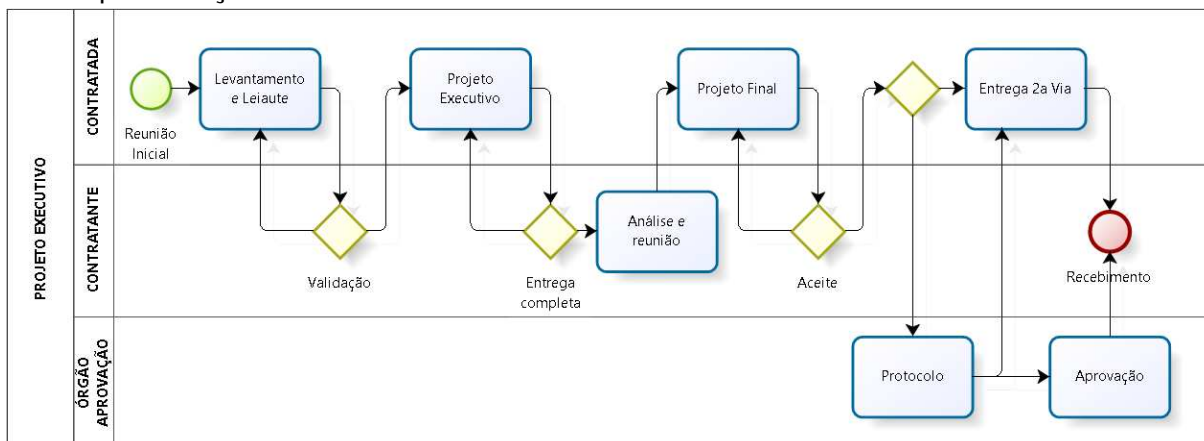 PROJETO EXECUTIVO
CONTRATADA
Reunião
Inicial
Levantamento
e Leiaute
Projeto
Executivo
Projeto Final
Entrega 2a Via
CONTRATANTE
Validação
Entrega
completa
Análise e
reunião
Aceite
Recebimento
ÓRGÃO
APROVAÇÃO
Protocolo
Aprovação